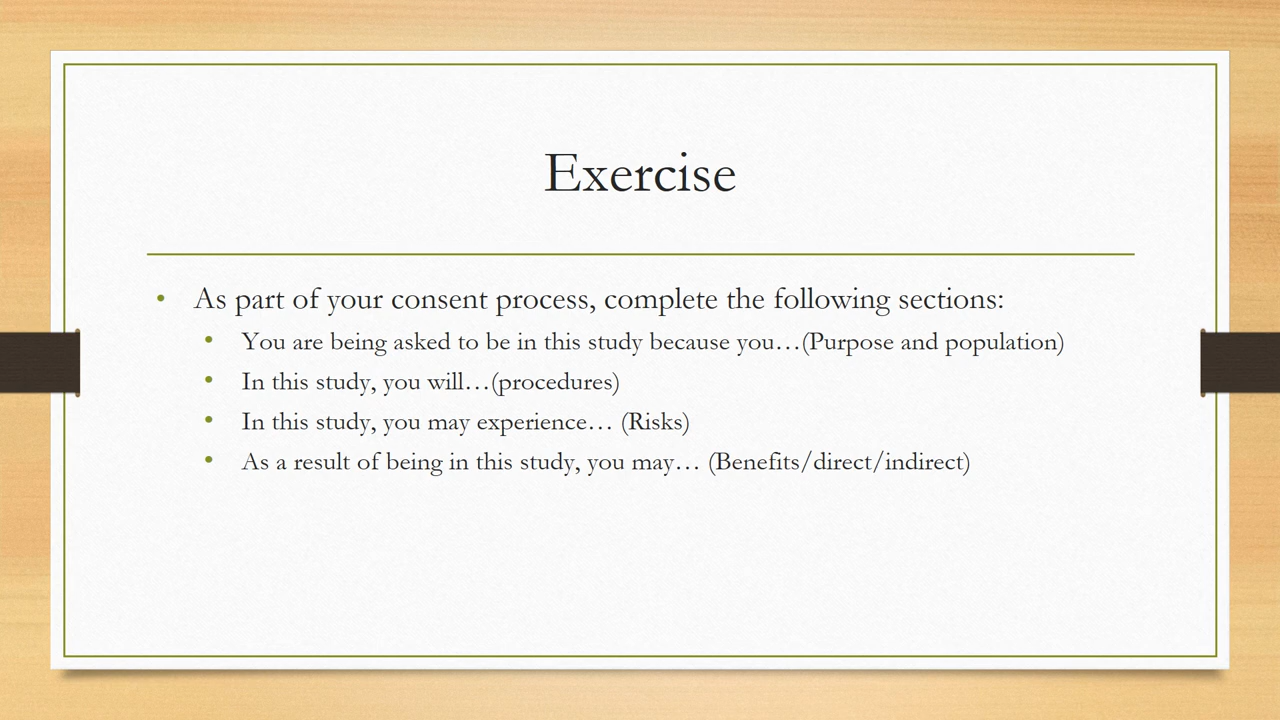 Exercise
• As part of your consent process, complete the following sections:
• You are being asked to be in this study because you…(Purpose and population)
• In this study, you will…(procedures)
• In this study, you may experience… (Risks)
• As a result of being in this study, you may… (Benefits/direct/indirect)